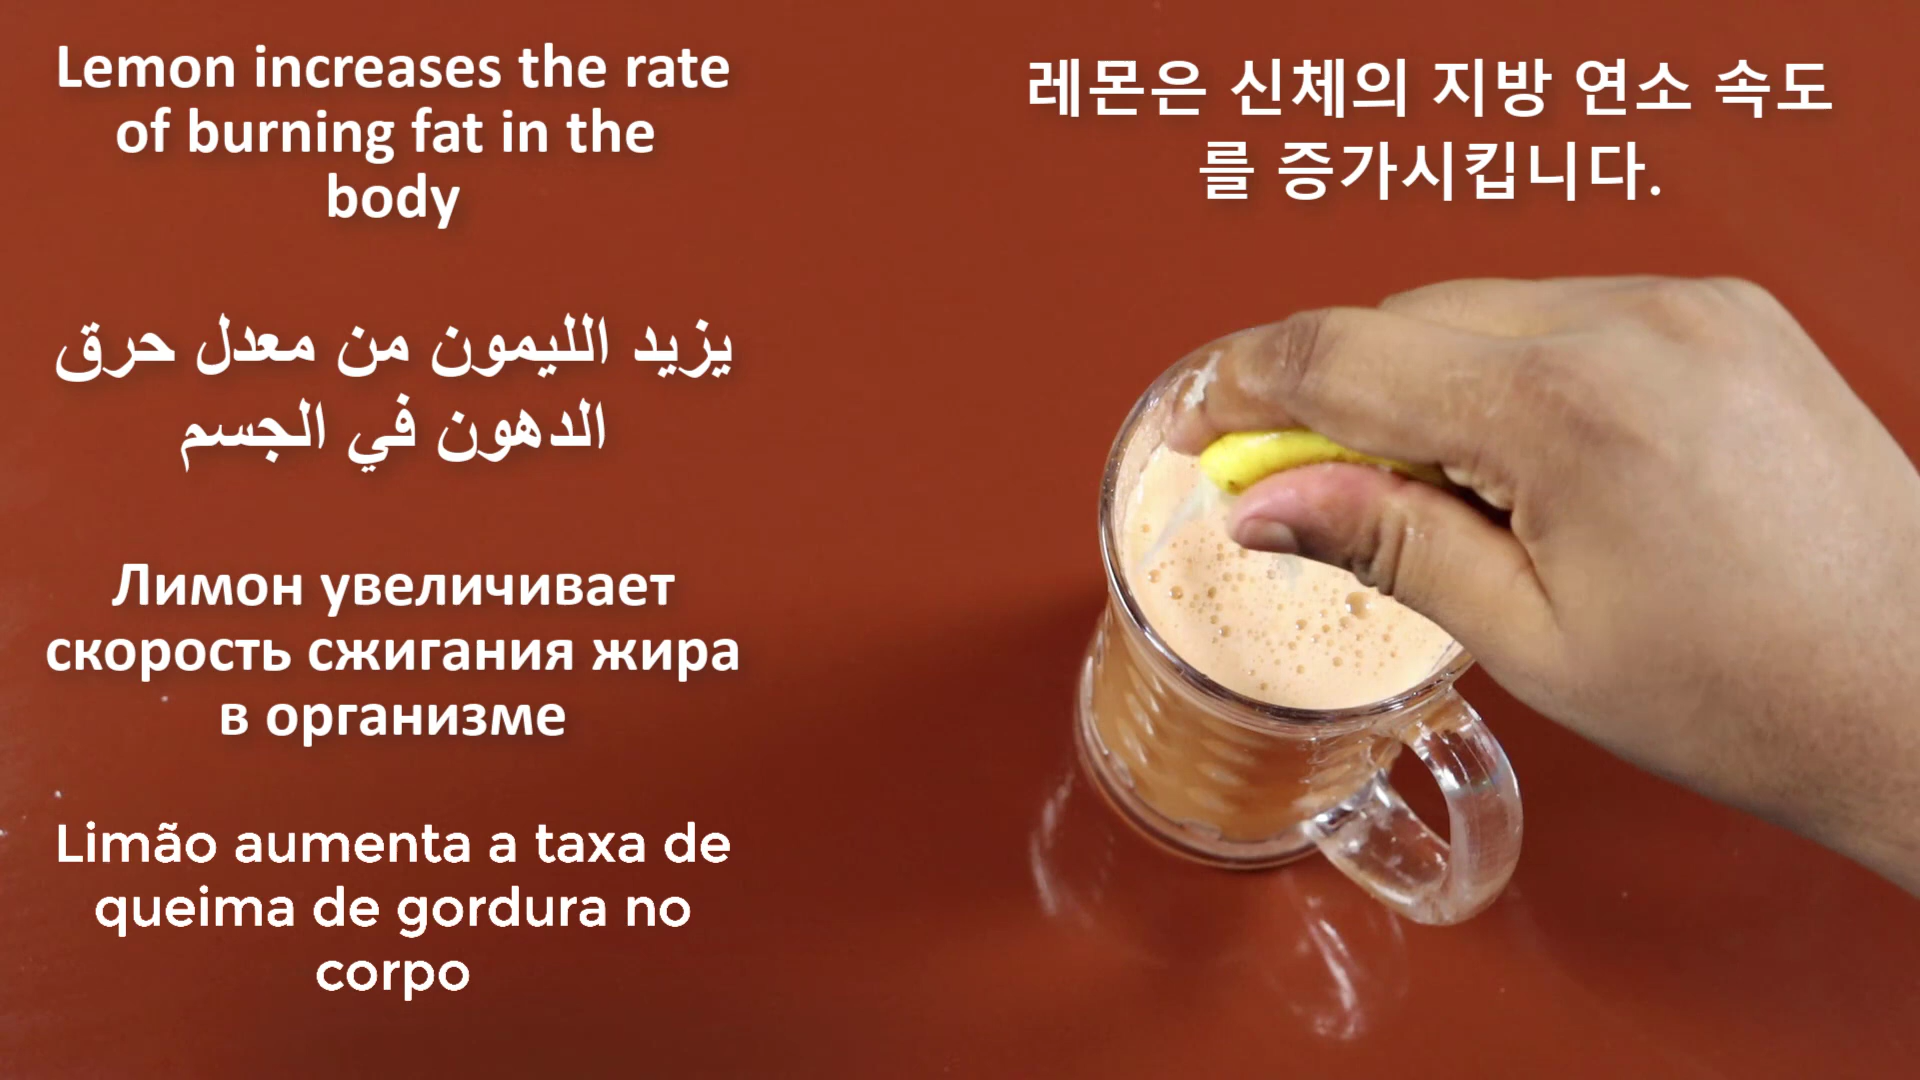 Lemon increases the rate
of burning fat in the
body
يزيد الليمون من معدل حرق
الدهون في الجسم
Лимон увеличивает
скорость сжигания жира
в организме
Limão aumenta a taxa de
queima de gordura no
corpo
레몬은 신체의 지방 연소 속도
를 증가시킵니다.